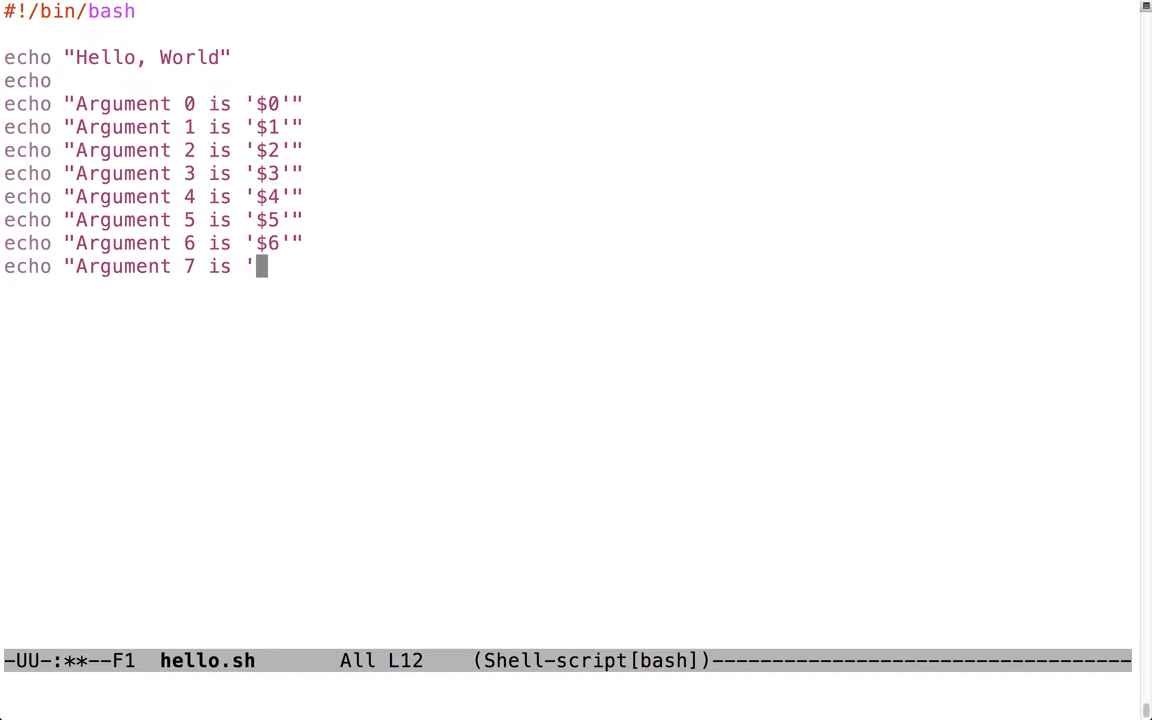 #!/bin/bash
echo "Hello, World"
echo
echo "Argument 0 is '$0'"
echo "Argument 1 is '$1'"
echo "Argument 2 is '$2'"
echo "Argument 3 is '$3'"
echo "Argument 4 is '$4'"
echo "Argument 5 is '$5'"
echo "Argument 6 is '$6'"
echo "Argument 7 is '
-UU-:**--F1  hello.sh       All L12    (Shell-script[bash])-----------------------------------